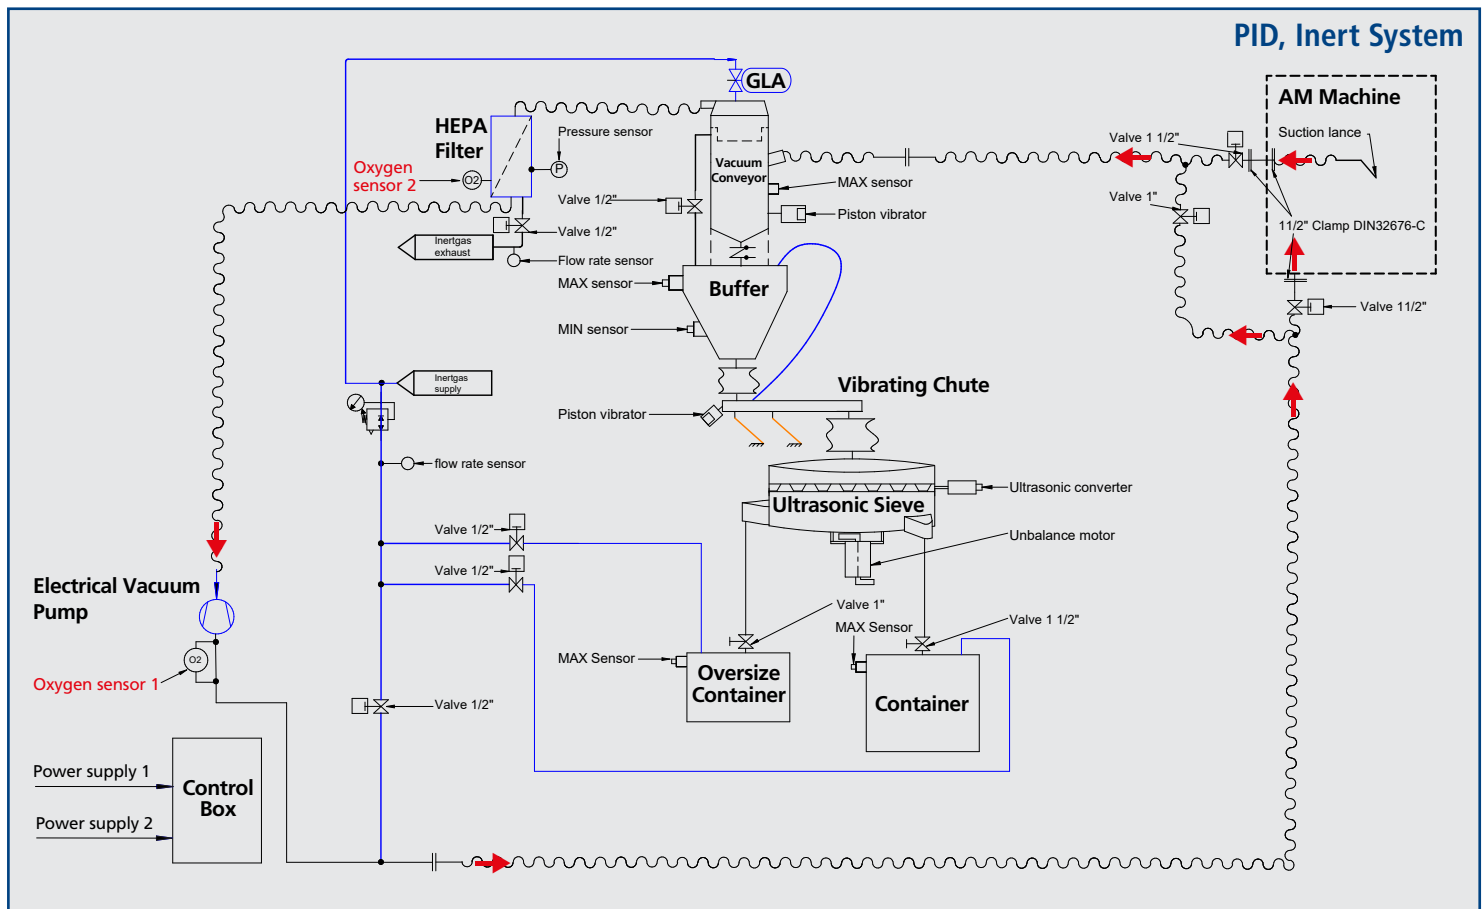 PID, Inert System
GLA
AM Machine
Suction lance
HEPA
Filter
Pressure sensor
P
Valve 1 1/2"
Vacuum
Conveyor
Oxygen
sensor 2
O2
MAX sensor
Valve 1/2"
Valve 1"
Piston vibrator
Valve 1/2"
11/2" Clamp DIN32676-C
Inertgas
exhaust
Flow rate sensor
MAX sensor
Buffer
Valve 11/2"
MIN sensor
Inertgas
supply
Vibrating Chute
Piston vibrator
flow rate sensor
Ultrasonic converter
Ultrasonic Sieve
Valve 1/2"
Unbalance motor
Valve 1/2"
Electrical Vacuum
Pump
Valve 1"
MAX Sensor
Valve 1 1/2"
O2
MAX Sensor
Oxygen sensor 1
Oversize
Container
Container
Valve 1/2"
Power supply 1
Control
Box
Power supply 2